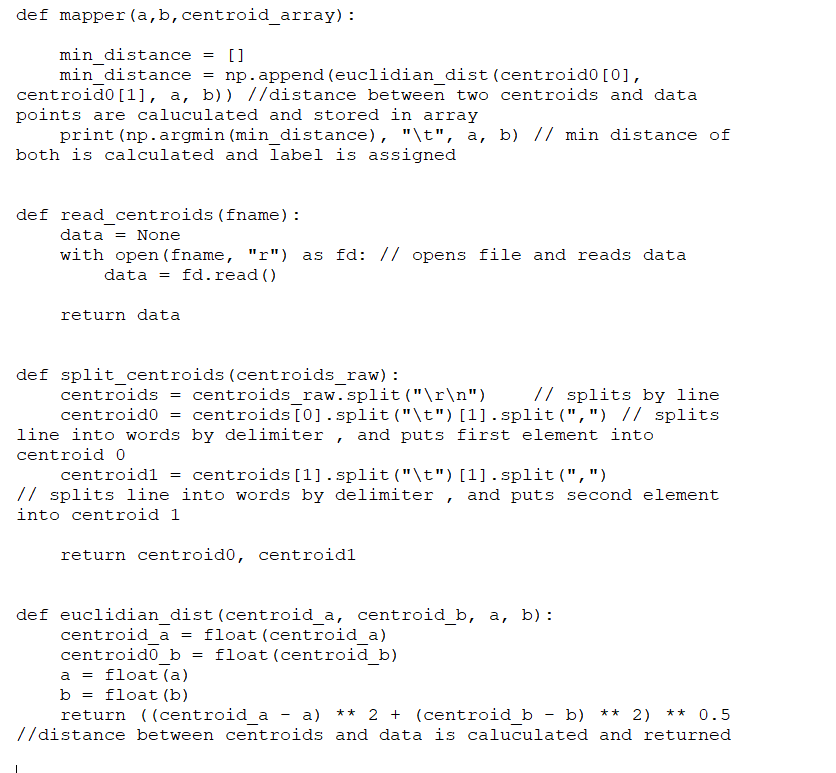 def mapper(a,b,centroid_array):
min_distance = []
min_distance = np.append(euclidian_dist(centroid0[0],
centroid0[1], a, b)) //distance between two centroids and data
points are caluculated and stored in array
print(np.argmin(min_distance), "\t", a, b) // min distance of
both is calculated and label is assigned
def read_centroids(fname):
data = None
with open(fname, "r") as fd: // opens file and reads data
data = fd.read()
return data
def split_centroids(centroids_raw):
centroids = centroids_raw.split("\r\n") // splits by line
centroid0 = centroids[0].split("\t")[1].split(",") // splits
line into words by delimiter , and puts first element into
centroid 0
centroid1 = centroids[1].split("\t")[1].split(",")
// splits line into words by delimiter , and puts second element
into centroid 1
return centroid0, centroid1
def euclidian_dist(centroid_a, centroid_b, a, b):
centroid_a = float(centroid_a)
centroid0_b = float(centroid_b)
a = float(a)
b = float(b)
return ((centroid_a - a) ** 2 + (centroid_b - b) ** 2) ** 0.5
//distance between centroids and data is caluculated and returned